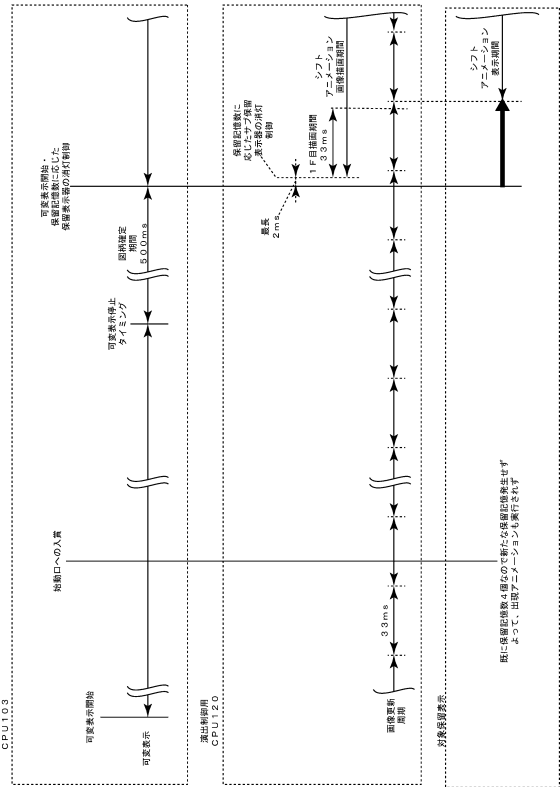 CPU103
可変表示開始
可変表示
始動口への入賞
可変表示停止
タイミング
図柄確定
期間
500ms
可変表示開始・
保留記憶数に応じた
保留表示器の消灯制御
演出制御用
CPU120
画像更新
周期
33ms
最長
2ms
保留記憶数に
応じたサブ保留
表示器の消灯
制御
1F目描画期間
33ms
シフト
アニメーション
画像描画期間
対象保留表示
既に保留記憶数4個なので新たな保留記憶発生せず
よって、出現アニメーションも実行されず
シフト
アニメーション
表示期間